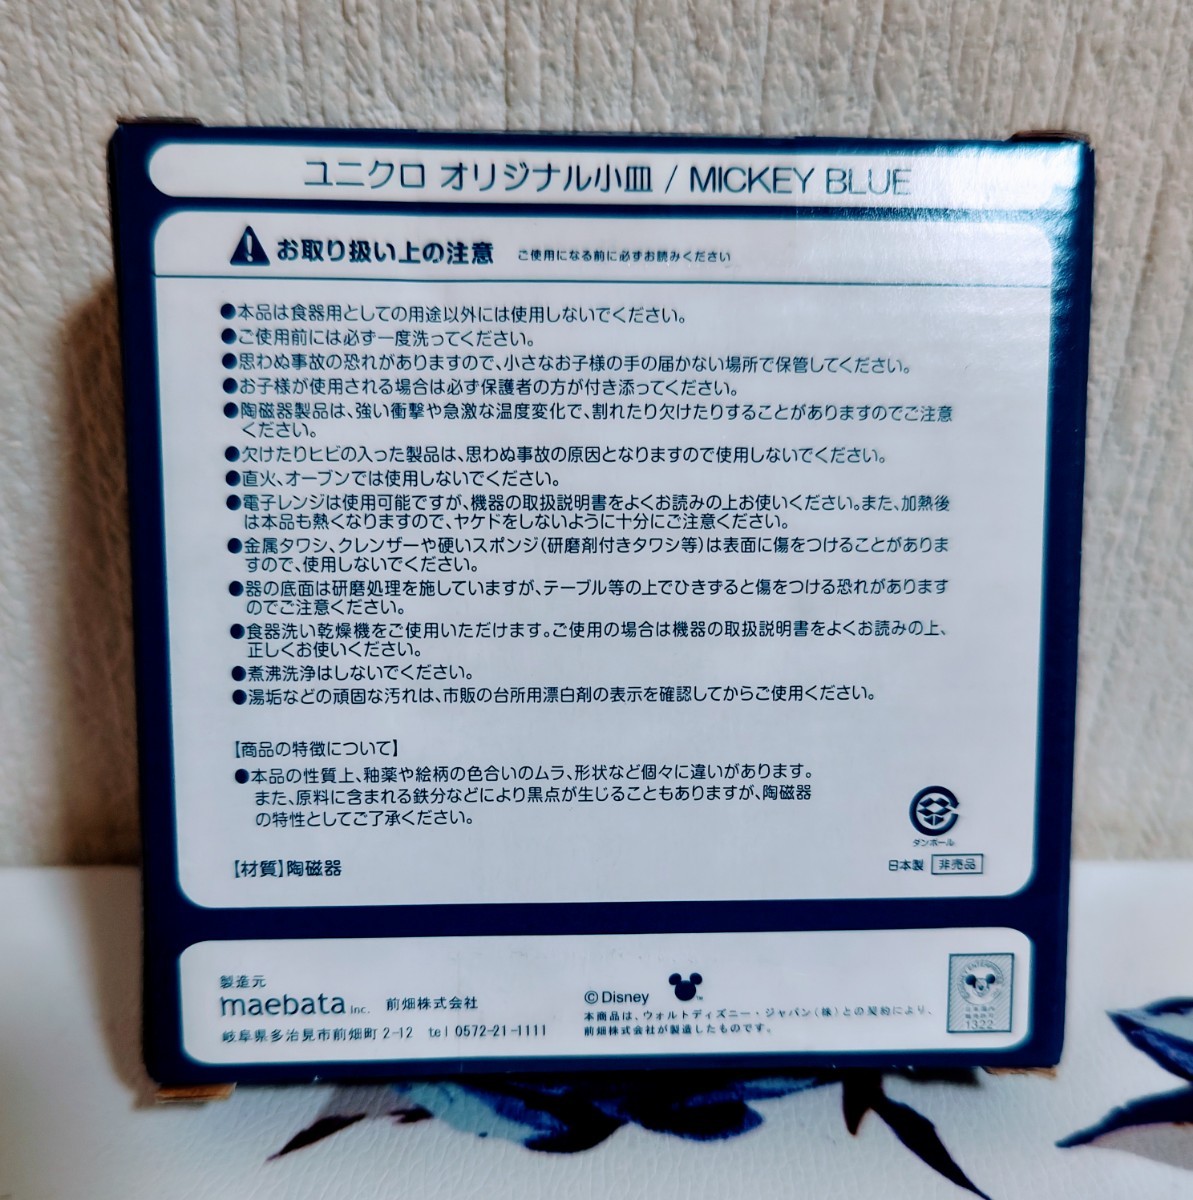 ユニクロ オリジナル小皿 / MICKEY BLUE
お取り扱い上の注意 ご使用になる前に必ずお読みください
●本品は食器用としての用途以外には使用しないでください。
●ご使用前には必ず一度洗ってください。
●思わぬ事故の恐れがありますので、小さなお子様の手の届かない場所で保管してください。
●お子様が使用される場合は必ず保護者の方が付き添ってください。
●陶磁器製品は、強い衝撃や急激な温度変化で、割れたり欠けたりすることがありますのでご注意
ください。
●欠けたりヒビの入った製品は、思わぬ事故の原因となりますので使用しないでください。
●直火、オーブンでは使用しないでください。
●電子レンジは使用可能ですが、機器の取扱説明書をよくお読みの上お使いください。また、加熱後
は本品も熱くなりますので、ヤケドをしないように十分にご注意ください。
●金属タワシ、クレンザーや硬いスポンジ(研磨剤付きタワシ等)は表面に傷をつけることがありま
すので、使用しないでください。
●器の底面は研磨処理を施していますが、テーブル等の上でひきずると傷をつける恐れがあります
のでご注意ください。
●食器洗い乾燥機をご使用いただけます。ご使用の場合は機器の取扱説明書をよくお読みの上、
正しくお使いください。
●煮沸洗浄はしないでください。
●湯垢などの頑固な汚れは、市販の台所用漂白剤の表示を確認してからご使用ください。
【商品の特徴について】
●本品の性質上、釉薬や絵柄の色合いのムラ、形状など個々に違いがあります。
また、原料に含まれる鉄分などにより黒点が生じることもありますが、陶磁器
の特性としてご了承ください。
【材質】陶磁器
ダンボール
日本製 非売品
製造元
maebata Inc. 前畑株式会社
岐阜県多治見市前畑町2-12 tel 0572-21-1111
©Disney
TM
本商品は、ウォルトディズニー・ジャパン(株)との契約により、
前畑株式会社が製造したものです。
1322